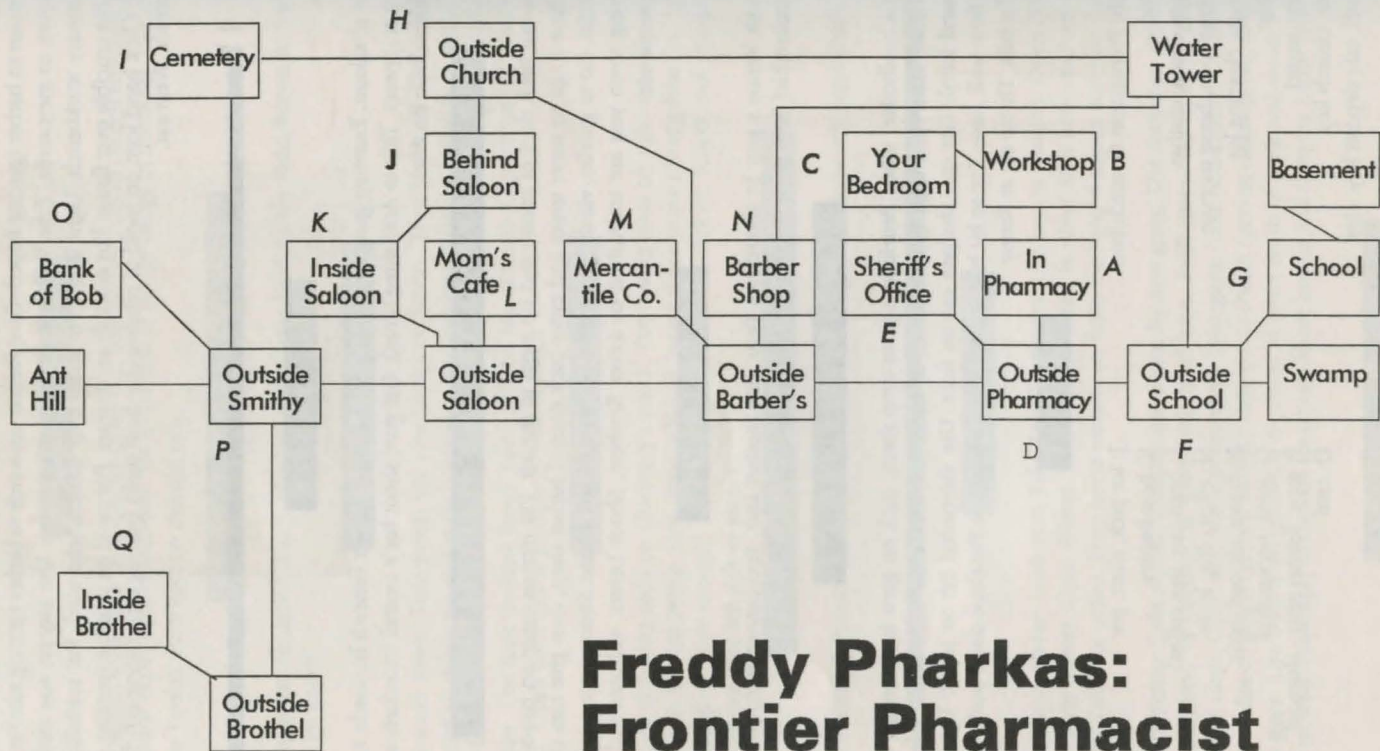 H
I
Cemetery
Outside
Church
Water
Tower
J
Behind
Saloon
C
Your
Bedroom
Workshop
B
Basement
O
Bank
of Bob
K
Inside
Saloon
Mom's
Cafe
L
M
Mercan-
tile Co.
N
Barber
Shop
Sheriff's
Office
E
In
Pharmacy
A
G
School
Ant
Hill
Outside
Smithy
P
Outside
Saloon
Outside
Barber's
Outside
Pharmacy
D
Outside
School
F
Swamp
Q
Inside
Brothel
Outside
Brothel
Freddy Pharkas:
Frontier Pharmacist